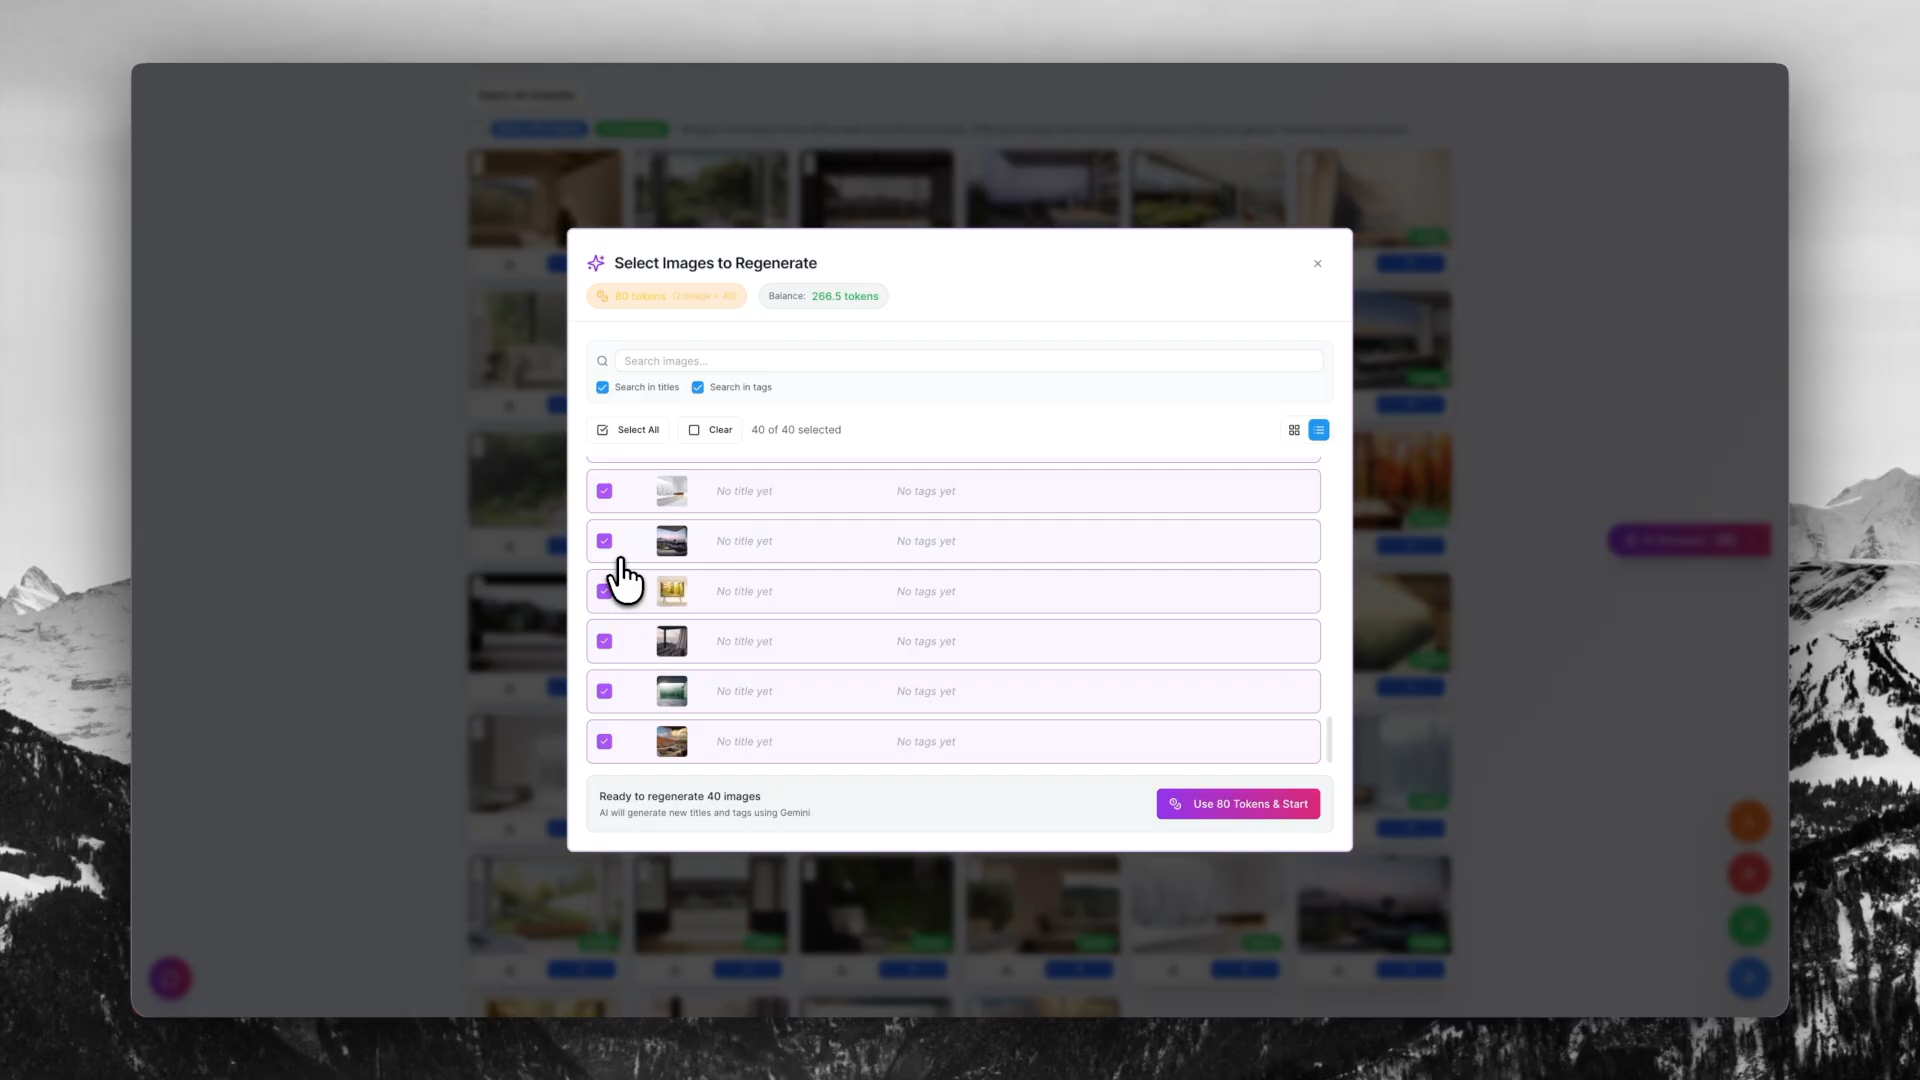 Select Images to Regenerate
80 tokens (2/image × 40)
Balance: 266.5 tokens
Search images...
Search in titles
Search in tags
Select All
Clear
40 of 40 selected
No title yet
No tags yet
No title yet
No tags yet
No title yet
No tags yet
No title yet
No tags yet
No title yet
No tags yet
No title yet
No tags yet
Ready to regenerate 40 images
AI will generate new titles and tags using Gemini
Use 80 Tokens & Start